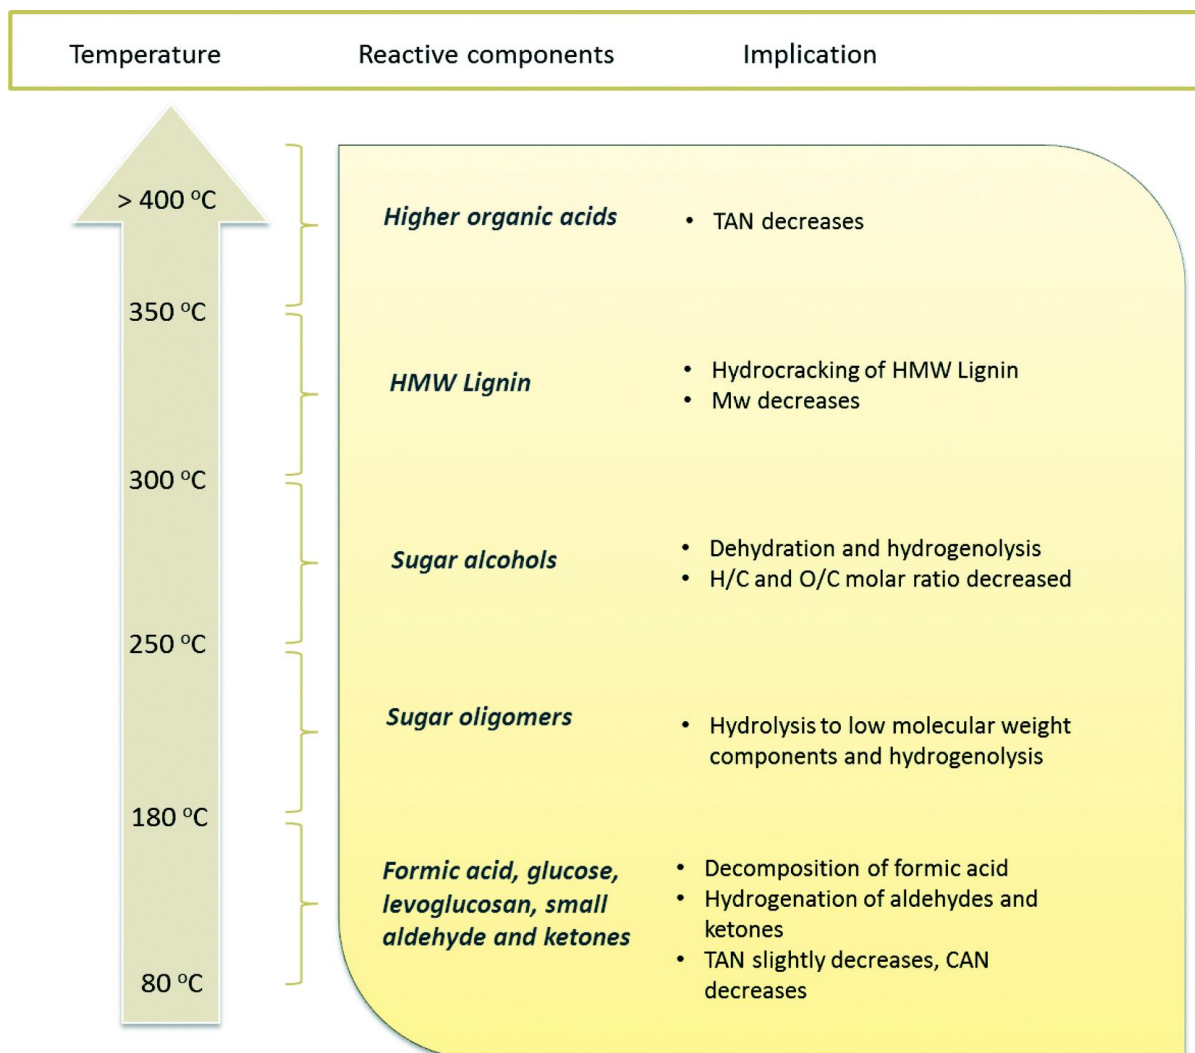 Temperature
Reactive components
Implication
> 400 °C
Higher organic acids
• TAN decreases
350 °C
HMW Lignin
• Hydrocracking of HMW Lignin
• Mw decreases
300 °C
Sugar alcohols
• Dehydration and hydrogenolysis
• H/C and O/C molar ratio decreased
250 °C
Sugar oligomers
• Hydrolysis to low molecular weight
components and hydrogenolysis
180 °C
Formic acid, glucose,
levoglucosan, small
aldehyde and ketones
• Decomposition of formic acid
• Hydrogenation of aldehydes and
ketones
• TAN slightly decreases, CAN
decreases
80 °C